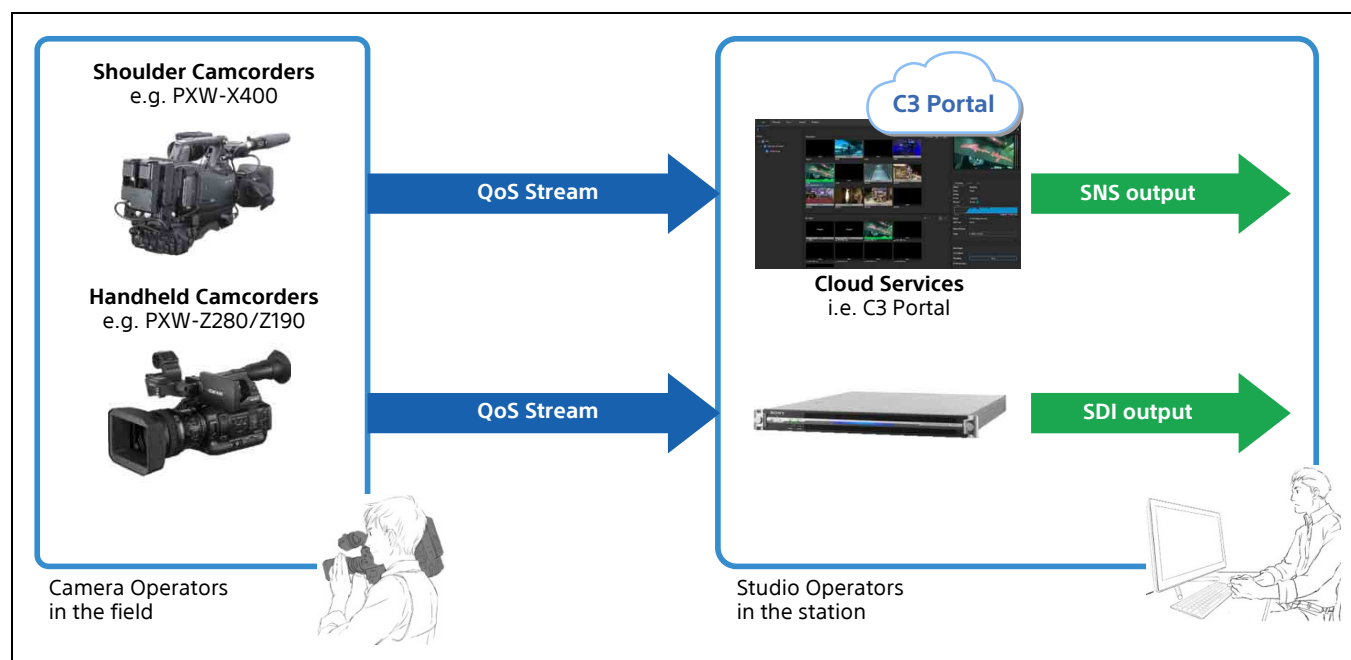 Shoulder Camcorders
e.g. PXW-X400
Handheld Camcorders
e.g. PXW-Z280/Z190
Camera Operators
in the field
QoS Stream
QoS Stream
C3 Portal
Cloud Services
i.e. C3 Portal
SONY
SNS output
SDI output
Studio Operators
in the station